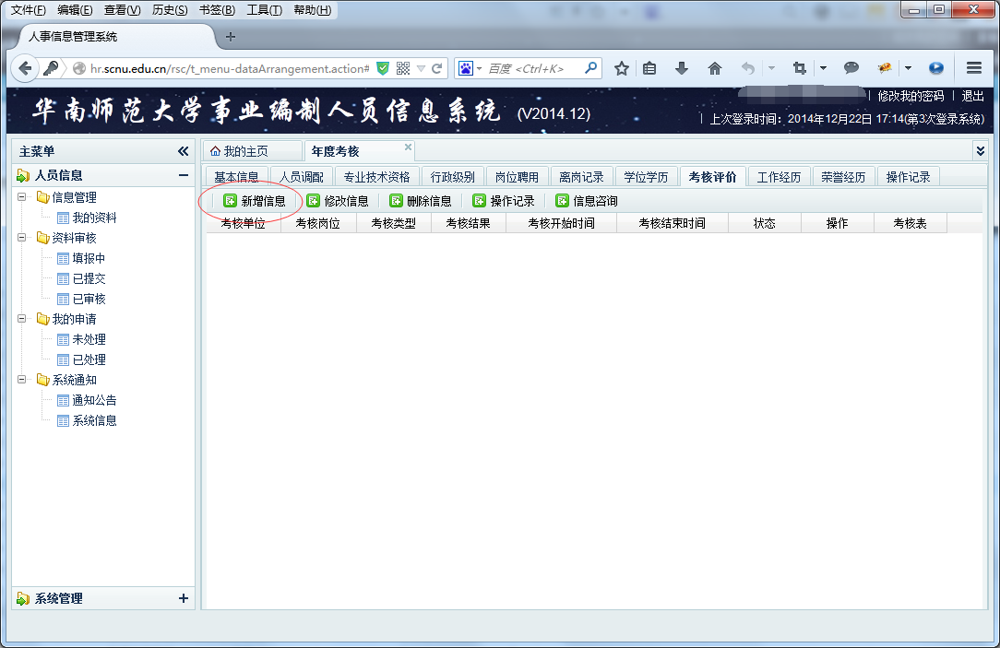 文件(F) 编辑(E) 查看(V) 历史(S) 书签(B) 工具(T) 帮助(H)
人事信息管理系统
hr.scnu.edu.cn/rsc/t_menu-dataArrangement.action#
百度 <Ctrl+K>
华南师范大学事业编制人员信息系统 (V2014.12)
| 修改我的密码 | 退出
| 上次登录时间：2014年12月22日 17:14(第3次登录系统)
主菜单
人员信息
信息管理
我的资料
资料审核
填报中
已提交
已审核
我的申请
未处理
已处理
系统通知
通知公告
系统信息
系统管理
我的主页 年度考核
基本信息 人员调配 专业技术资格 行政级别 岗位聘用 离岗记录 学位学历 考核评价 工作经历 荣誉经历 操作记录
新增信息 修改信息 删除信息 操作记录 信息咨询
考核单位 考核岗位 考核类型 考核结果 考核开始时间 考核结束时间 状态 操作 考核表